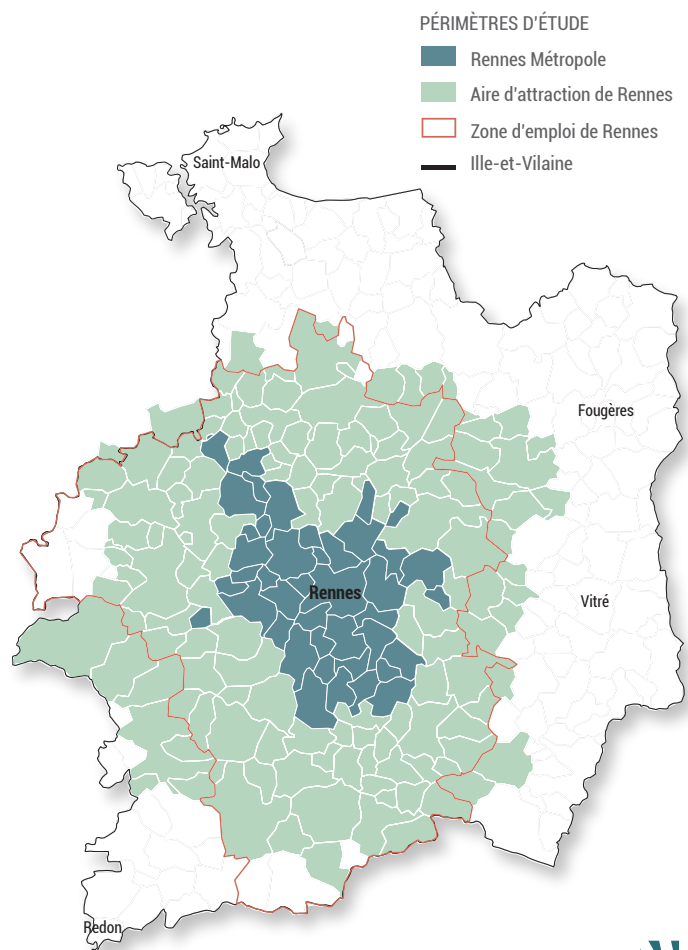 PÉRIMÈTRES D'ÉTUDE
Rennes Métropole
Aire d'attraction de Rennes
Zone d'emploi de Rennes
Ille-et-Vilaine
Saint-Malo
Fougères
Rennes
Vitré
Redon